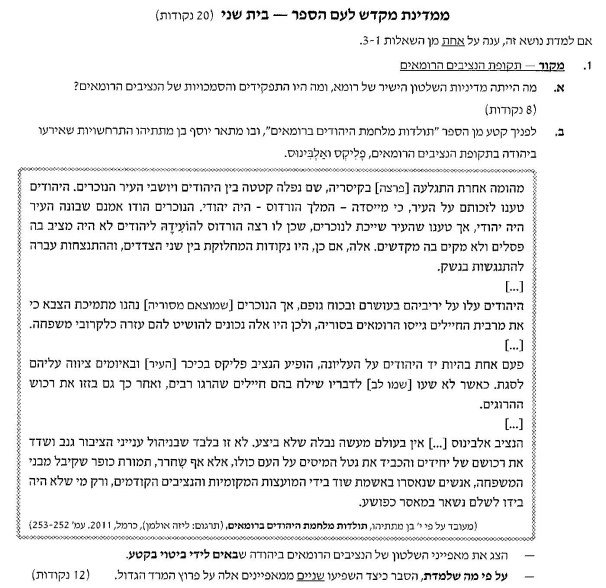 ממדינת מקדש לעם הספר — בית שני (20 נקודות)
אם למדת נושא זה, ענה על אחת מן השאלות 1–3.
1. מקור — תקופת הנציבים הרומאים
א. מה הייתה מדיניות השלטון הישיר של רומא, ומה היו התפקידים והסמכויות של הנציבים הרומאים?
(8 נקודות)
ב. לפניך קטע מן הספר "תולדות מלחמת היהודים ברומאים", ובו מתאר יוסף בן מתתיהו התרחשויות שאירעו
ביהודה בתקופת הנציבים הרומאים, פֶלִיקְס ואַלְבִּינוּס.
מהומה אחרת התגלעה [פרצה] בקיסריה, שם נפלה קטטה בין היהודים ויושבי העיר הנוכרים. היהודים
טענו לזכותם על העיר, כי מייסדה – המלך הורדוס - היה יהודי. הנוכרים הודו אמנם שבונה העיר
היה יהודי, אך טענו שהעיר שייכת לנוכרים, שכן לו רצה הורדוס להוֹעִידָהּ ליהודים לא היה מציב בה
פסלים ולא מקים בה מקדשים. אלה, אם כן, היו נקודות המחלוקת בין שני הצדדים, וההתנצחות עברה
להתנגשות בנשק.
[...]
היהודים עלו על יריביהם בעושרם ובכוח גופם, אך הנוכרים [שמוצאם מסוריה] נהנו מתמיכת הצבא כי
את מרבית החיילים גייסו הרומאים בסוריה, ולכן היו אלה נכונים להושיט להם עזרה כלקרובי משפחה.
[...]
פעם אחת בהיות יד היהודים על העליונה, הופיע הנציב פליקס בכיכר [העיר] ובאיומים ציווה עליהם
לסגת. כאשר לא שעו [שמו לב] לדבריו שילח בהם חיילים שהרגו רבים, ואחר כך גם בזזו את רכוש
ההרוגים.
[...]
הנציב אלבינוס [...] אין בעולם מעשה נבלה שלא ביצע. לא זו בלבד שבניהול ענייני הציבור גנב ושדד
את רכושם של יחידים והכביד את נטל המיסים על העם כולו, אלא אף שִׁחרר, תמורת כופר שקיבל מבני
המשפחה, אנשים שנאסרו באשמת שוד בידי המועצות המקומיות והנציבים הקודמים, ורק מי שלא היה
בידו לשלם נשאר במאסר כפושע.
(מעובד על פי י' בן מתתיהו, תולדות מלחמת היהודים ברומאים, (תרגום: ליזה אולמן), כרמל, 2011. עמ' 252–253)
— הצג את מאפייני השלטון של הנציבים הרומאים ביהודה שבאים לידי ביטוי בקטע.
— על פי מה שלמדת, הסבר כיצד השפיעו שניים ממאפיינים אלה על פרוץ המרד הגדול. (12 נקודות)